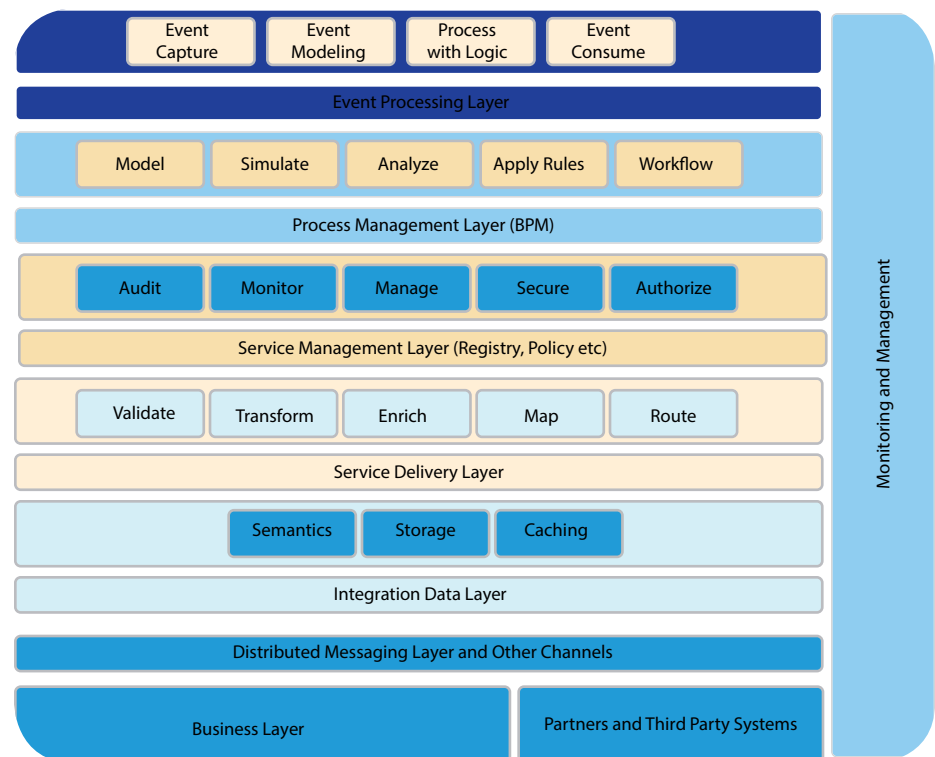 Event
Capture
Event
Modeling
Process
with Logic
Event
Consume
Event Processing Layer
Model
Simulate
Analyze
Apply Rules
Workflow
Process Management Layer (BPM)
Audit
Monitor
Manage
Secure
Authorize
Service Management Layer (Registry, Policy etc)
Validate
Transform
Enrich
Map
Route
Service Delivery Layer
Semantics
Storage
Caching
Integration Data Layer
Distributed Messaging Layer and Other Channels
Business Layer
Partners and Third Party Systems
Monitoring and Management